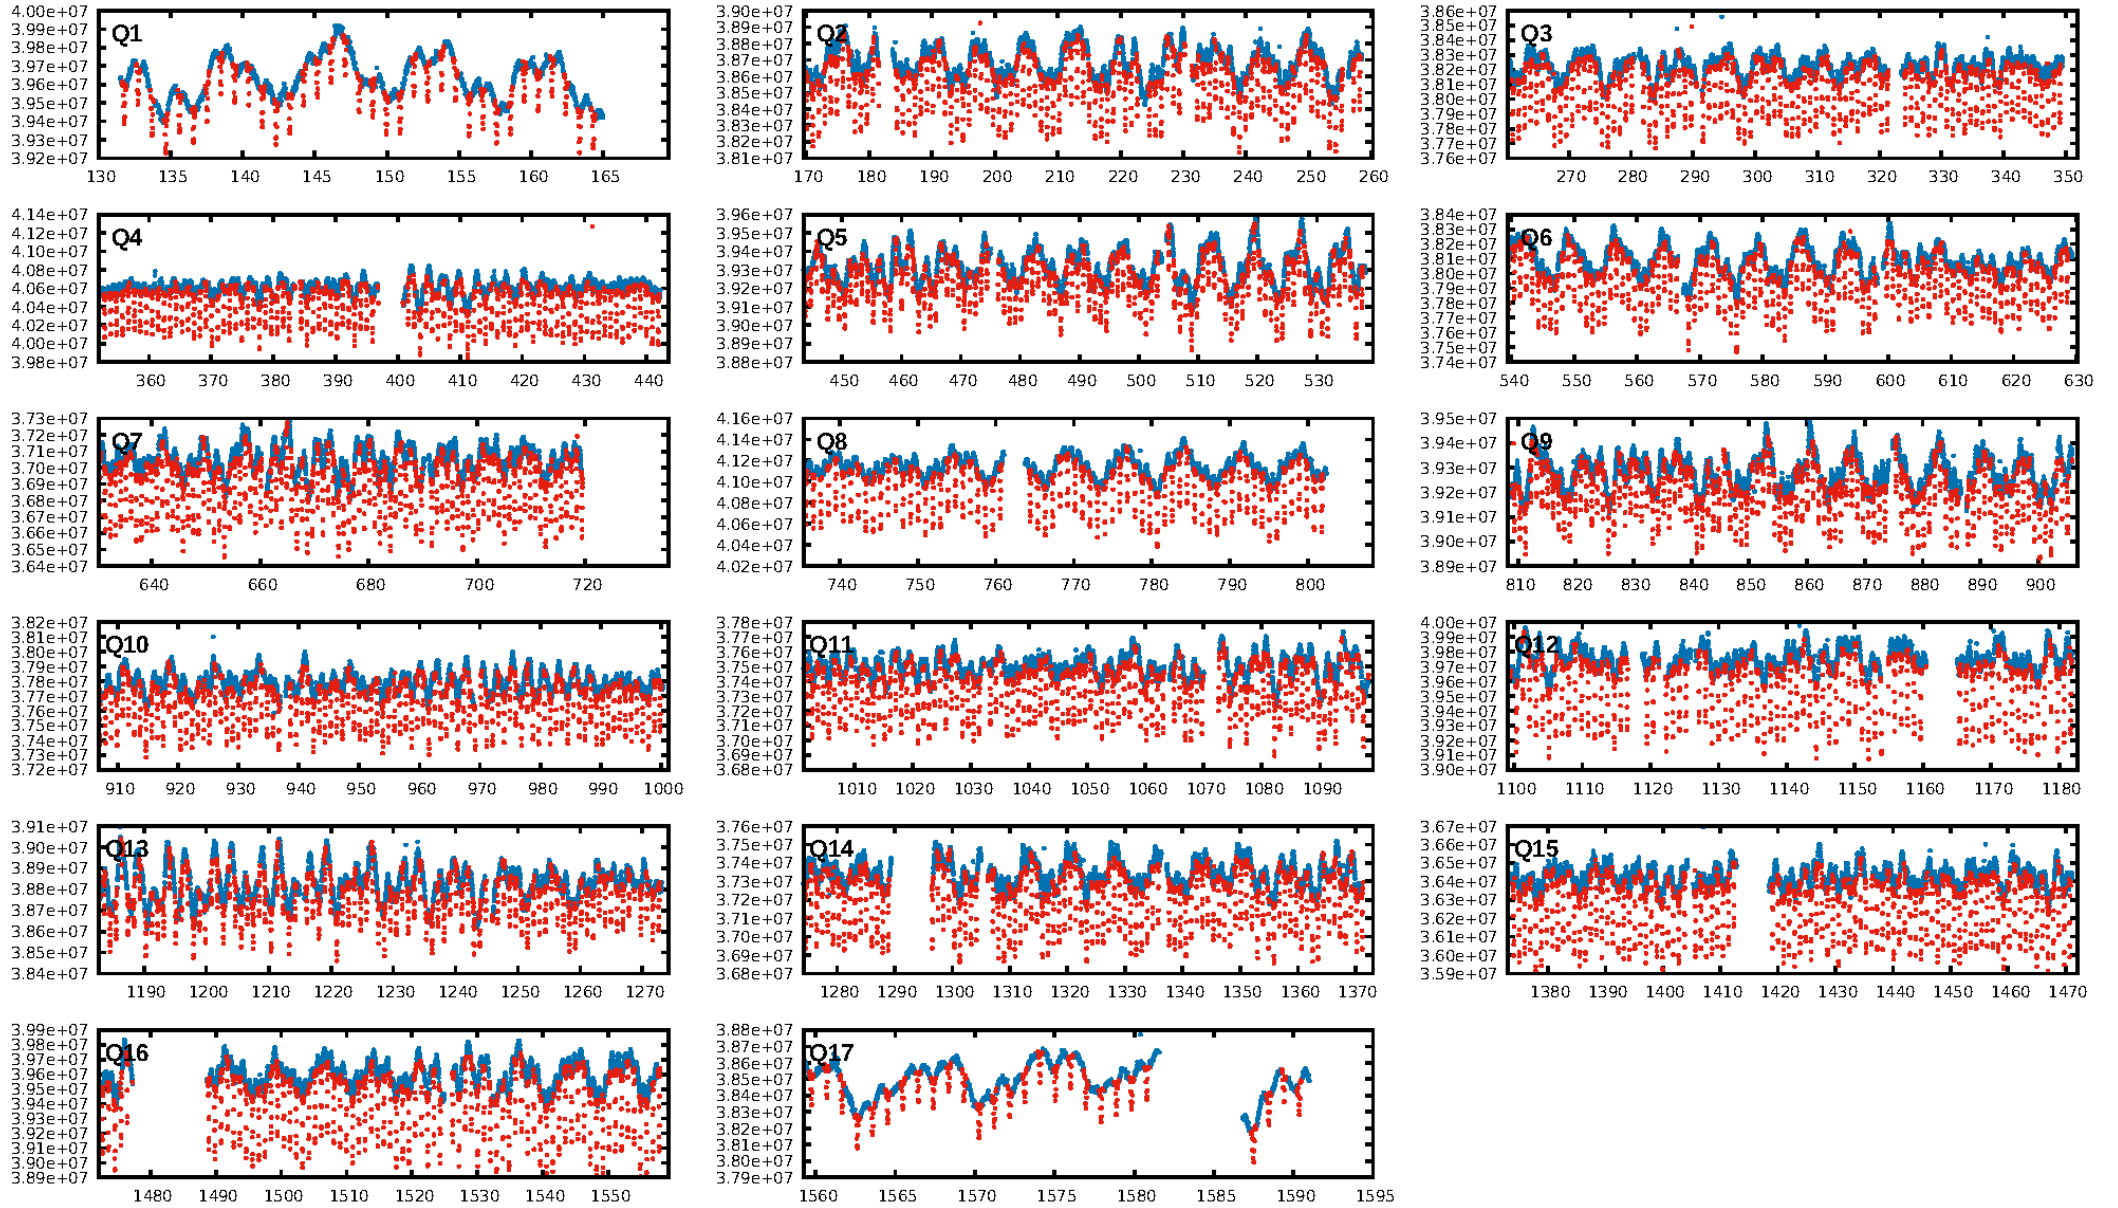 Q1
4.00e+07
3.99e+07
3.98e+07
3.97e+07
3.96e+07
3.95e+07
3.94e+07
3.93e+07
3.92e+07
130 135 140 145 150 155 160 165
Q2
3.90e+07
3.89e+07
3.88e+07
3.87e+07
3.86e+07
3.85e+07
3.84e+07
3.83e+07
3.82e+07
3.81e+07
170 180 190 200 210 220 230 240 250 260
Q3
3.86e+07
3.85e+07
3.84e+07
3.83e+07
3.82e+07
3.81e+07
3.80e+07
3.79e+07
3.78e+07
3.77e+07
3.76e+07
270 280 290 300 310 320 330 340 350
Q4
4.14e+07
4.12e+07
4.10e+07
4.08e+07
4.06e+07
4.04e+07
4.02e+07
4.00e+07
3.98e+07
360 370 380 390 400 410 420 430 440
Q5
3.96e+07
3.95e+07
3.94e+07
3.93e+07
3.92e+07
3.91e+07
3.90e+07
3.89e+07
3.88e+07
450 460 470 480 490 500 510 520 530
Q6
3.84e+07
3.83e+07
3.82e+07
3.81e+07
3.80e+07
3.79e+07
3.78e+07
3.77e+07
3.76e+07
3.75e+07
3.74e+07
540 550 560 570 580 590 600 610 620 630
Q7
3.73e+07
3.72e+07
3.71e+07
3.70e+07
3.69e+07
3.68e+07
3.67e+07
3.66e+07
3.65e+07
3.64e+07
640 660 680 700 720
Q8
4.16e+07
4.14e+07
4.12e+07
4.10e+07
4.08e+07
4.06e+07
4.04e+07
4.02e+07
740 750 760 770 780 790 800
Q9
3.95e+07
3.94e+07
3.93e+07
3.92e+07
3.91e+07
3.90e+07
3.89e+07
810 820 830 840 850 860 870 880 890 900
Q10
3.82e+07
3.81e+07
3.80e+07
3.79e+07
3.78e+07
3.77e+07
3.76e+07
3.75e+07
3.74e+07
3.73e+07
3.72e+07
910 920 930 940 950 960 970 980 990 1000
Q11
3.78e+07
3.77e+07
3.76e+07
3.75e+07
3.74e+07
3.73e+07
3.72e+07
3.71e+07
3.70e+07
3.69e+07
3.68e+07
1010 1020 1030 1040 1050 1060 1070 1080 1090
Q12
4.00e+07
3.99e+07
3.98e+07
3.97e+07
3.96e+07
3.95e+07
3.94e+07
3.93e+07
3.92e+07
3.91e+07
3.90e+07
1100 1110 1120 1130 1140 1150 1160 1170 1180
Q13
3.91e+07
3.90e+07
3.89e+07
3.88e+07
3.87e+07
3.86e+07
3.85e+07
3.84e+07
1190 1200 1210 1220 1230 1240 1250 1260 1270
Q14
3.76e+07
3.75e+07
3.74e+07
3.73e+07
3.72e+07
3.71e+07
3.70e+07
3.69e+07
3.68e+07
1280 1290 1300 1310 1320 1330 1340 1350 1360 1370
Q15
3.67e+07
3.66e+07
3.65e+07
3.64e+07
3.63e+07
3.62e+07
3.61e+07
3.60e+07
3.59e+07
1380 1390 1400 1410 1420 1430 1440 1450 1460 1470
Q16
3.99e+07
3.98e+07
3.97e+07
3.96e+07
3.95e+07
3.94e+07
3.93e+07
3.92e+07
3.91e+07
3.90e+07
3.89e+07
1480 1490 1500 1510 1520 1530 1540 1550
Q17
3.88e+07
3.87e+07
3.86e+07
3.85e+07
3.84e+07
3.83e+07
3.82e+07
3.81e+07
3.80e+07
3.79e+07
1560 1565 1570 1575 1580 1585 1590 1595